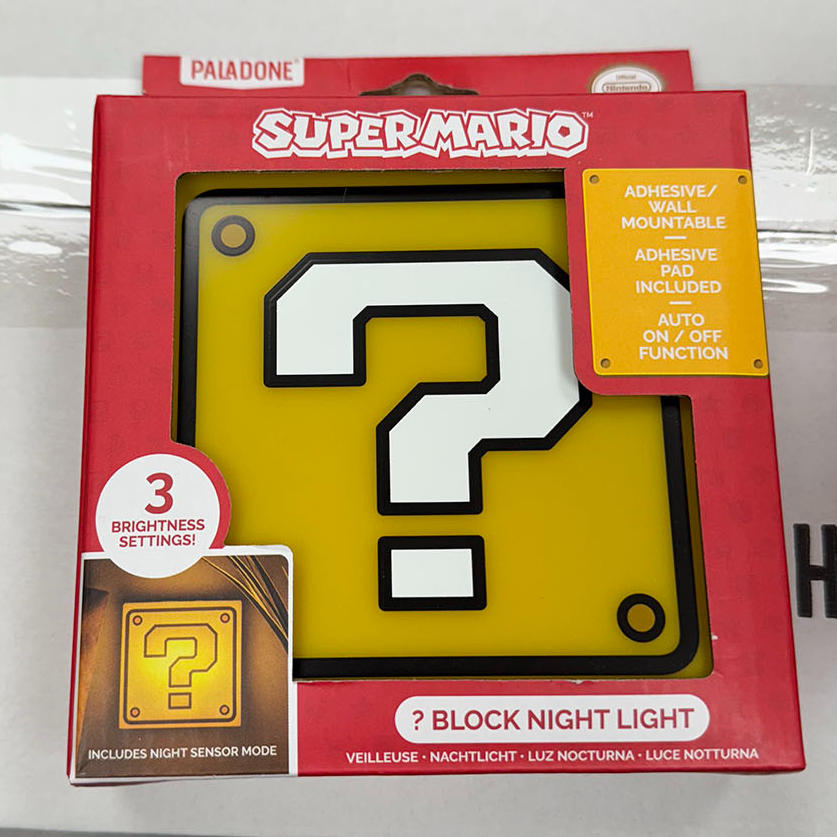 PALADONE®
Official
Nintendo
SUPER MARIO™
ADHESIVE/
WALL
MOUNTABLE
ADHESIVE
PAD
INCLUDED
AUTO
ON / OFF
FUNCTION
?
3
BRIGHTNESS
SETTINGS!
?
INCLUDES NIGHT SENSOR MODE
? BLOCK NIGHT LIGHT
VEILLEUSE · NACHTLICHT · LUZ NOCTURNA · LUCE NOTTURNA
H